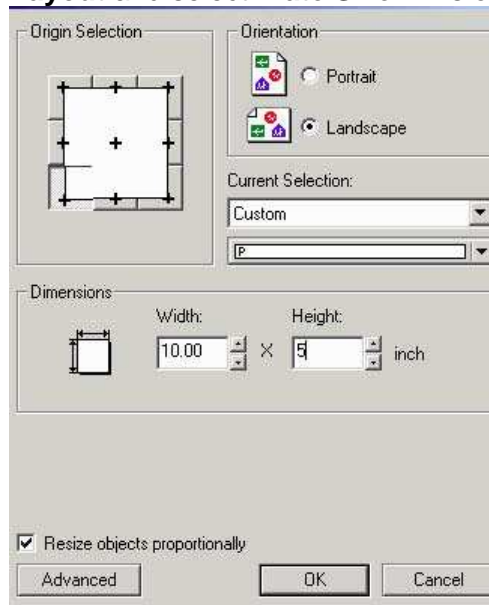 Origin Selection
Orientation
Portrait
Landscape
Current Selection:
Custom
P
Dimensions
Width:
Height:
10.00
X
5
inch
Resize objects proportionally
Advanced
OK
Cancel